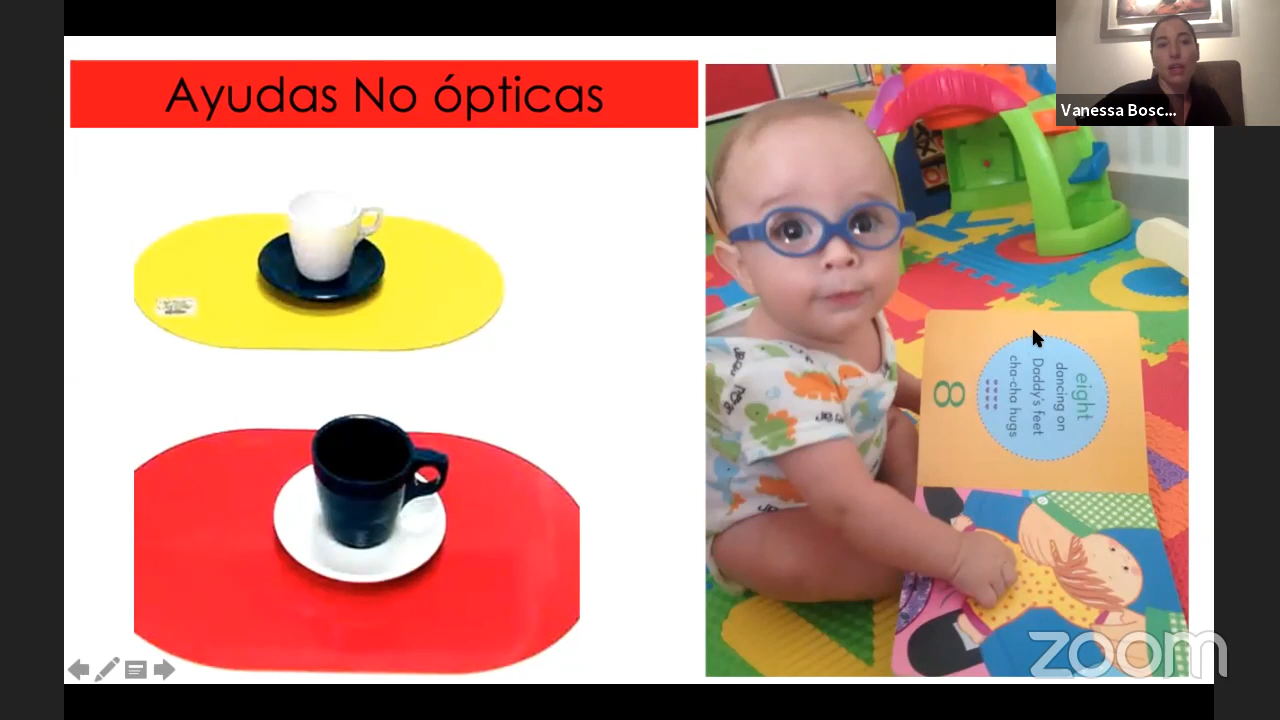 Ayudas No ópticas
Vanessa Bosc...
8
eight
dancing on
Daddy's feet
cha-cha hugs
zoom